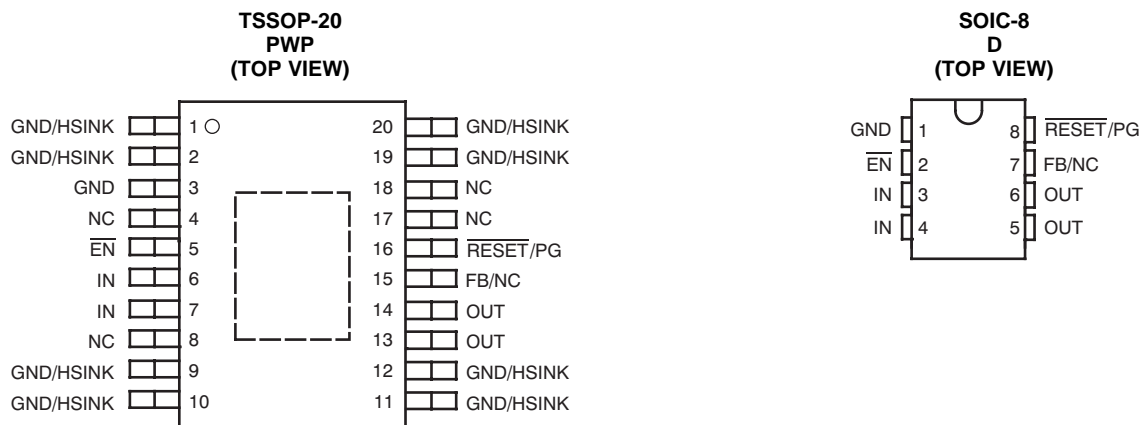 TSSOP-20
PWP
(TOP VIEW)
GND/HSINK 1 20 GND/HSINK
GND/HSINK 2 19 GND/HSINK
GND 3 18 NC
NC 4 17 NC
EN 5 16 RESET/PG
IN 6 15 FB/NC
IN 7 14 OUT
NC 8 13 OUT
GND/HSINK 9 12 GND/HSINK
GND/HSINK 10 11 GND/HSINK
SOIC-8
D
(TOP VIEW)
GND 1 8 RESET/PG
EN 2 7 FB/NC
IN 3 6 OUT
IN 4 5 OUT